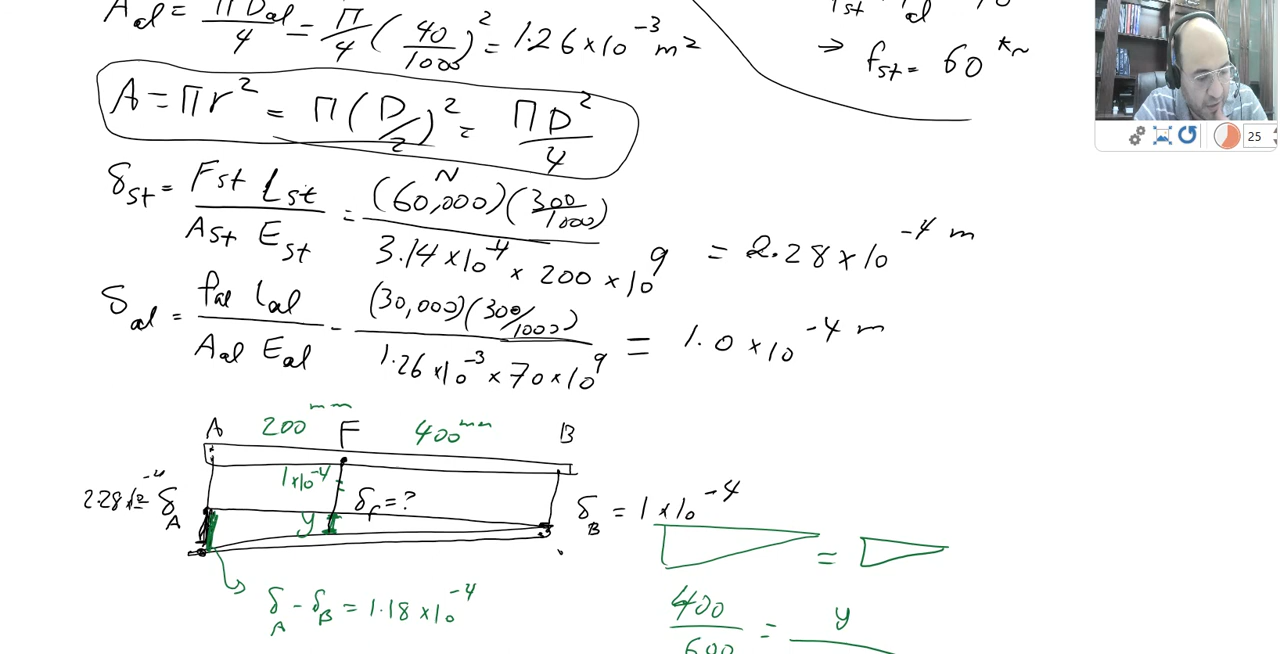 A_al = ΠD_al²/4 = Π/4 (40/1000)² = 1.26×10⁻³ m²
→ f_st = 60 kN
A = Πr² = Π(D/2)² = ΠD²/4
δ_st = F_st L_st / A_st E_st = (60,000)(300/1000) / 3.14×10⁻⁴ × 200×10⁹ = 2.28×10⁻⁴ m
N
δ_al = f_al L_al / A_al E_al = (30,000)(300/1000) / 1.26×10⁻³ × 70×10⁹ = 1.0×10⁻⁴ m
A 200 mm F 400 mm B
1×10⁻⁴
2.28×10⁻⁴ δ_A y δ_F = ? δ_B = 1×10⁻⁴
=
δ_A - δ_B = 1.18×10⁻⁴
400/600 = y
25